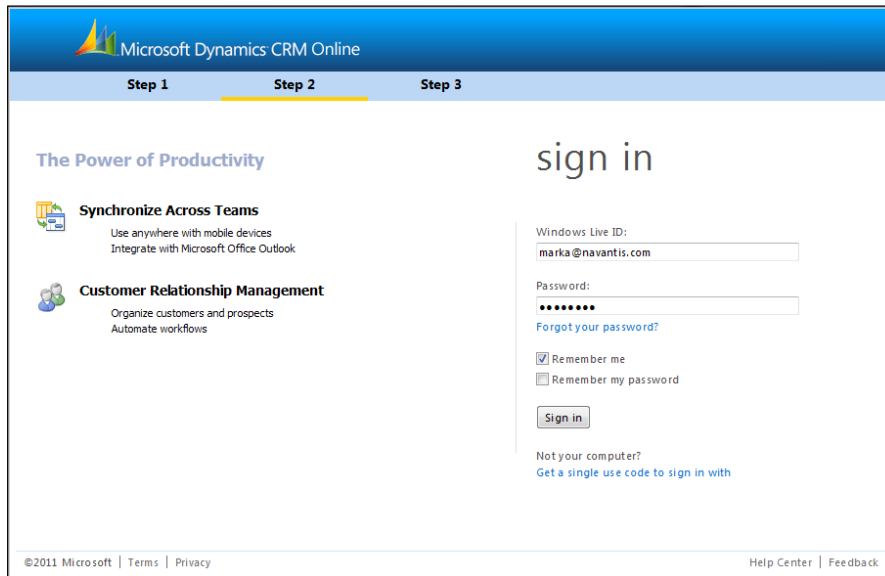 Microsoft Dynamics CRM Online
Step 1 Step 2 Step 3
The Power of Productivity
Synchronize Across Teams
Use anywhere with mobile devices
Integrate with Microsoft Office Outlook
Customer Relationship Management
Organize customers and prospects
Automate workflows
sign in
Windows Live ID:
marka@navantis.com
Password:
••••••••
Forgot your password?
Remember me
Remember my password
Sign in
Not your computer?
Get a single use code to sign in with
©2011 Microsoft | Terms | Privacy
Help Center | Feedback